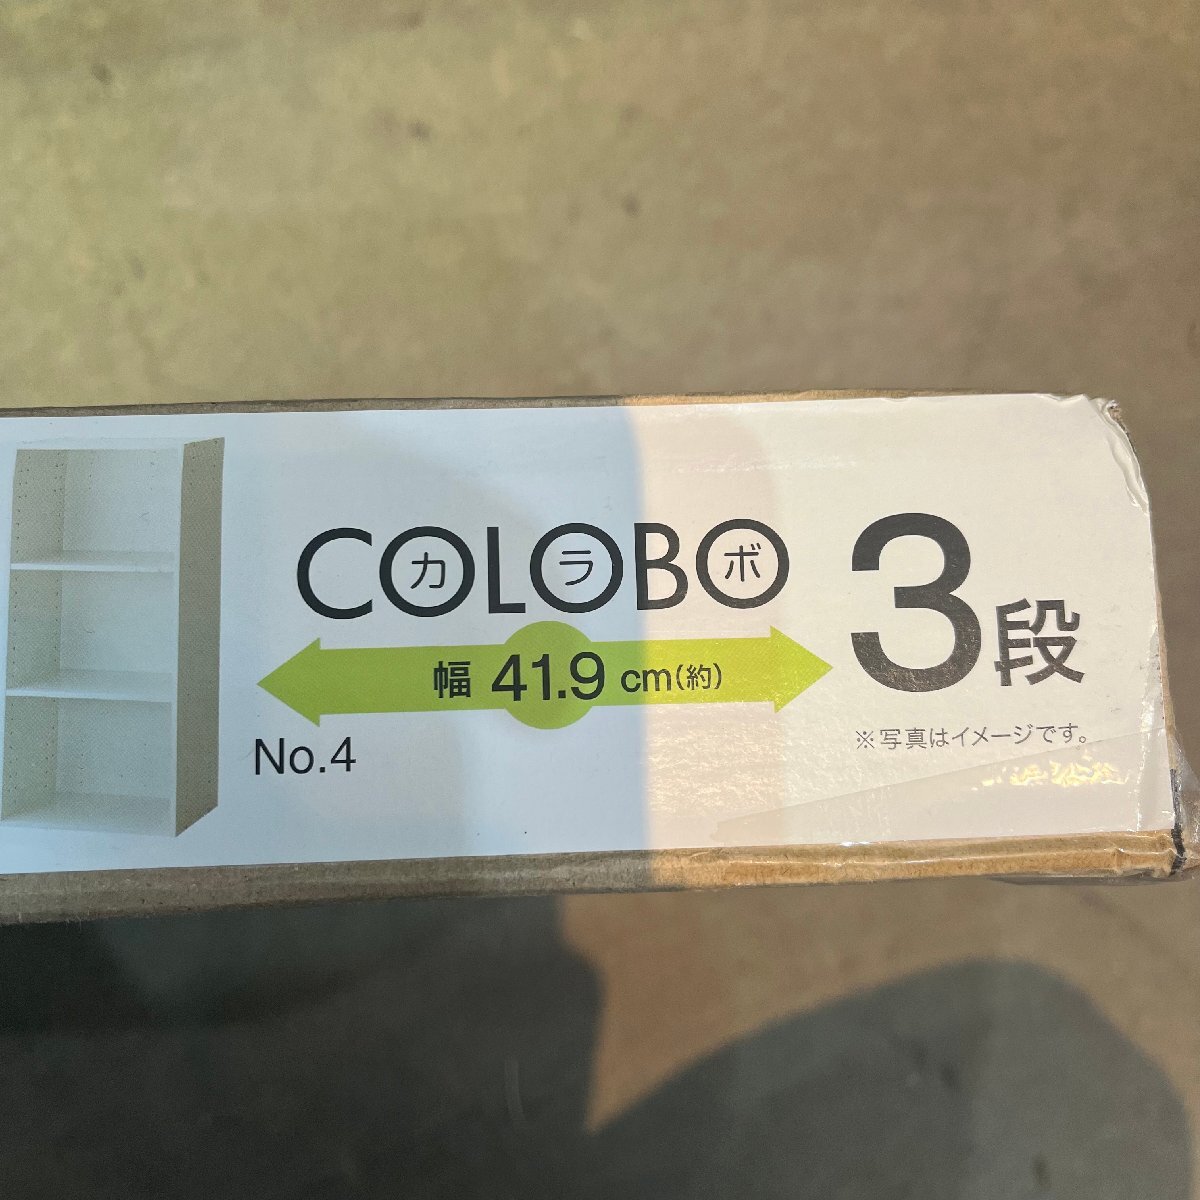 COLOBO
カラボ
幅 41.9 cm(約)
No.4
3段
※写真はイメージです。